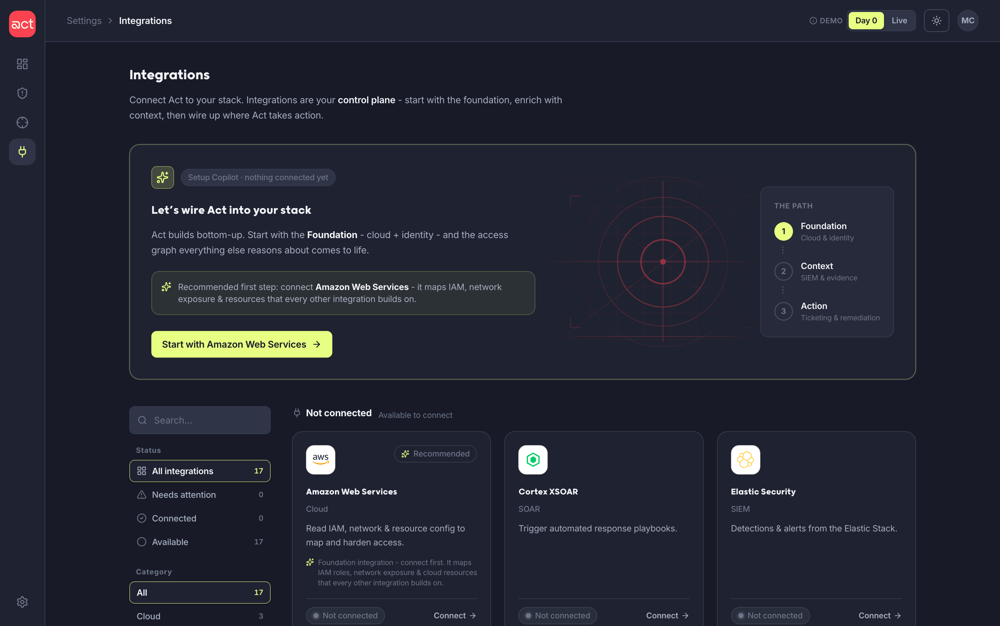 act
Settings > Integrations
DEMO
Day 0
Live
MC
Integrations
Connect Act to your stack. Integrations are your control plane - start with the foundation, enrich with
context, then wire up where Act takes action.
Setup Copilot · nothing connected yet
Let's wire Act into your stack
Act builds bottom-up. Start with the Foundation - cloud + identity - and the access
graph everything else reasons about comes to life.
Recommended first step: connect Amazon Web Services - it maps IAM, network
exposure & resources that every other integration builds on.
Start with Amazon Web Services →
THE PATH
1
Foundation
Cloud & identity
2
Context
SIEM & evidence
3
Action
Ticketing & remediation
Search...
Status
All integrations 17
Needs attention 0
Connected 0
Available 17
Category
All 17
Cloud 3
Not connected Available to connect
aws
Recommended
Amazon Web Services
Cloud
Read IAM, network & resource config to
map and harden access.
Foundation integration - connect first. It maps
IAM roles, network exposure & cloud resources
that every other integration builds on.
Not connected
Connect →
Cortex XSOAR
SOAR
Trigger automated response playbooks.
Not connected
Connect →
Elastic Security
SIEM
Detections & alerts from the Elastic Stack.
Not connected
Connect →